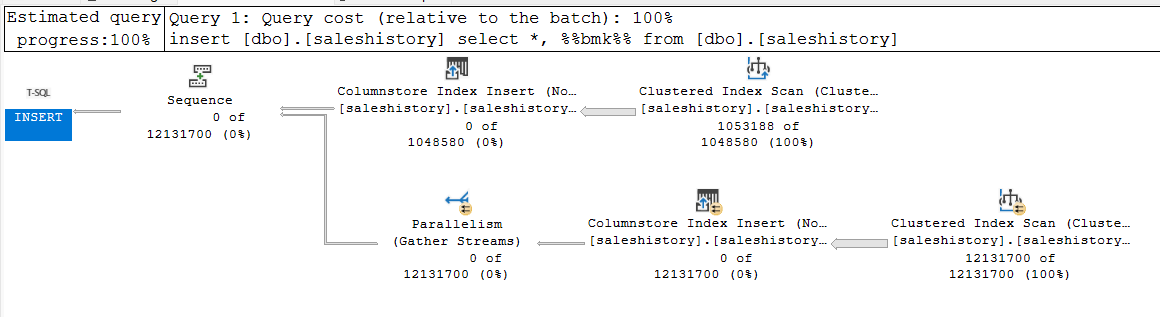 Estimated query
progress:100%
Query 1: Query cost (relative to the batch): 100%
insert [dbo].[saleshistory] select *, %%bmk%% from [dbo].[saleshistory]
T-SQL
INSERT
Sequence
0 of
12131700 (0%)
Columnstore Index Insert (No…
[saleshistory].[saleshistory…
0 of
1048580 (0%)
Clustered Index Scan (Cluste…
[saleshistory].[saleshistory…
1053188 of
1048580 (100%)
Parallelism
(Gather Streams)
0 of
12131700 (0%)
Columnstore Index Insert (No…
[saleshistory].[saleshistory…
0 of
12131700 (0%)
Clustered Index Scan (Cluste…
[saleshistory].[saleshistory…
12131700 of
12131700 (100%)